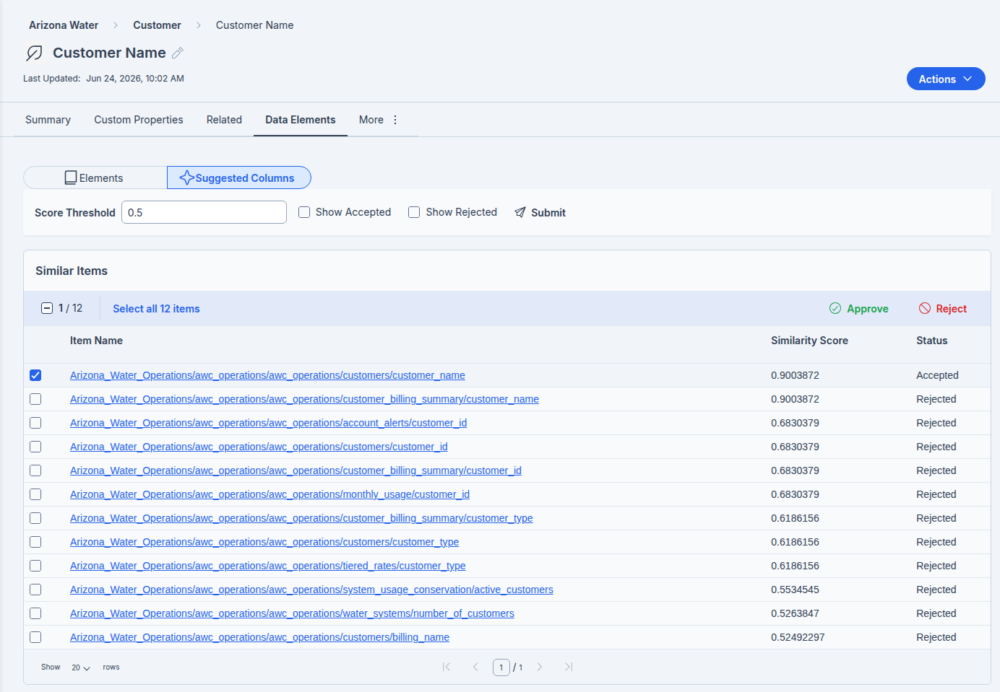 Arizona Water > Customer > Customer Name
Customer Name
Last Updated: Jun 24, 2026, 10:02 AM
Actions
Summary Custom Properties Related Data Elements More
Elements Suggested Columns
Score Threshold 0.5 Show Accepted Show Rejected Submit
Similar Items
1 / 12 Select all 12 items Approve Reject
Item Name Similarity Score Status
Arizona_Water_Operations/awc_operations/awc_operations/customers/customer_name 0.9003872 Accepted
Arizona_Water_Operations/awc_operations/awc_operations/customer_billing_summary/customer_name 0.9003872 Rejected
Arizona_Water_Operations/awc_operations/awc_operations/account_alerts/customer_id 0.6830379 Rejected
Arizona_Water_Operations/awc_operations/awc_operations/customers/customer_id 0.6830379 Rejected
Arizona_Water_Operations/awc_operations/awc_operations/customer_billing_summary/customer_id 0.6830379 Rejected
Arizona_Water_Operations/awc_operations/awc_operations/monthly_usage/customer_id 0.6830379 Rejected
Arizona_Water_Operations/awc_operations/awc_operations/customer_billing_summary/customer_type 0.6186156 Rejected
Arizona_Water_Operations/awc_operations/awc_operations/customers/customer_type 0.6186156 Rejected
Arizona_Water_Operations/awc_operations/awc_operations/tiered_rates/customer_type 0.6186156 Rejected
Arizona_Water_Operations/awc_operations/awc_operations/system_usage_conservation/active_customers 0.5534545 Rejected
Arizona_Water_Operations/awc_operations/awc_operations/water_systems/number_of_customers 0.5263847 Rejected
Arizona_Water_Operations/awc_operations/awc_operations/customers/billing_name 0.52492297 Rejected
Show 20 rows 1 / 1